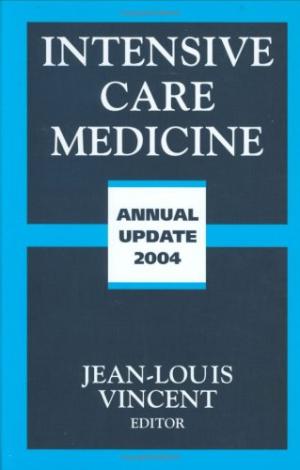 INTENSIVE
CARE
MEDICINE
ANNUAL
UPDATE
2004
JEAN-LOUIS
VINCENT
EDITOR